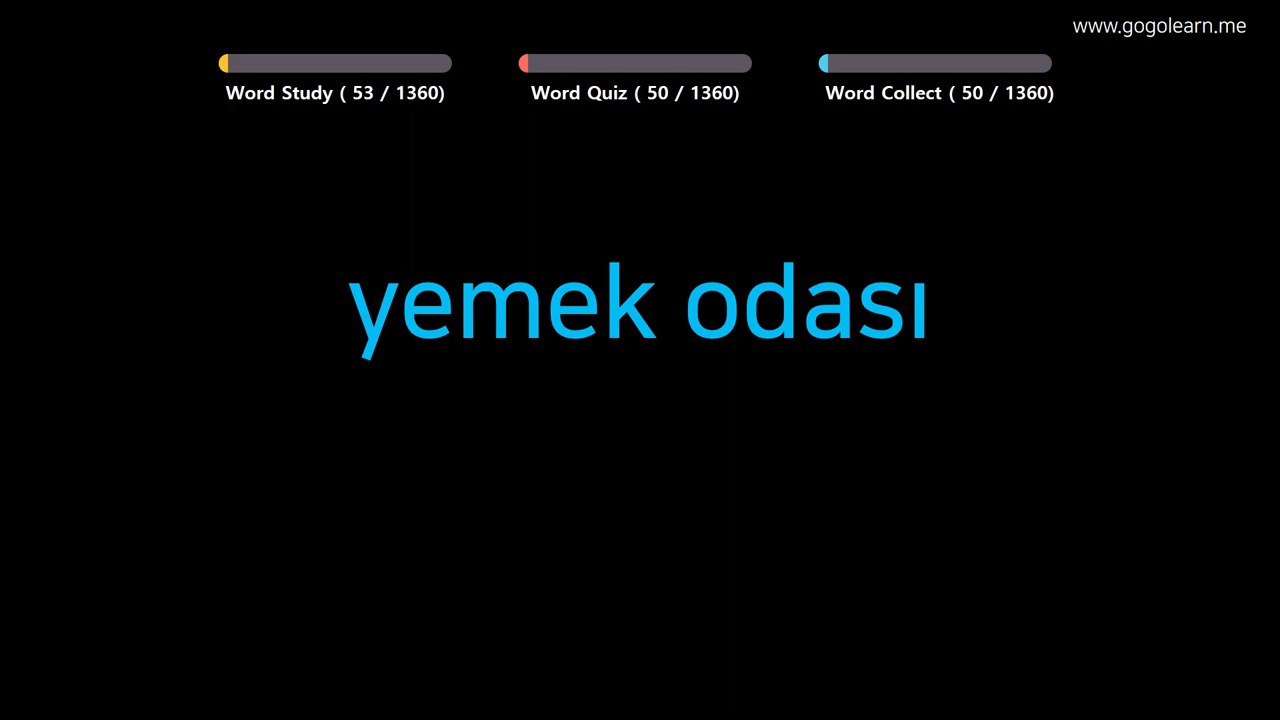 www.gogolearn.me
Word Study ( 53 / 1360)
Word Quiz ( 50 / 1360)
Word Collect ( 50 / 1360)
yemek odası